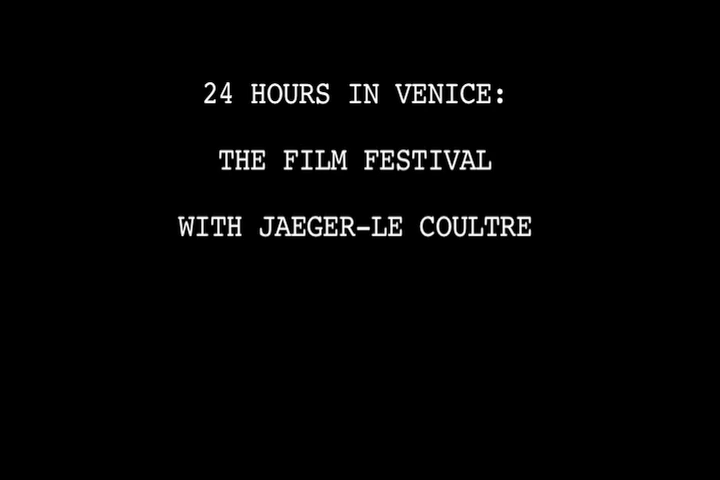 24 HOURS IN VENICE:
THE FILM FESTIVAL
WITH JAEGER-LE COULTRE